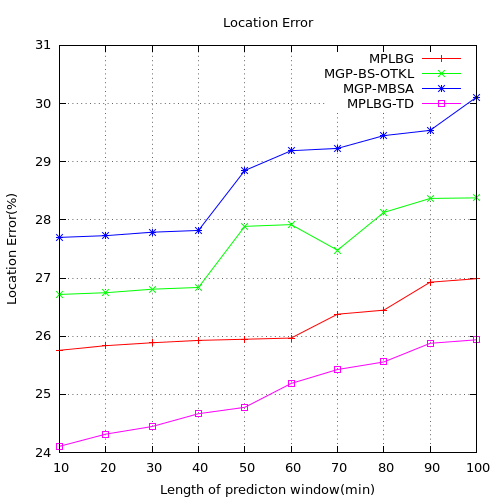 Location Error
31
30
29
28
27
26
25
24
Location Error(%)
MPLBG
MGP-BS-OTKL
MGP-MBSA
MPLBG-TD
10 20 30 40 50 60 70 80 90 100
Length of predicton window(min)